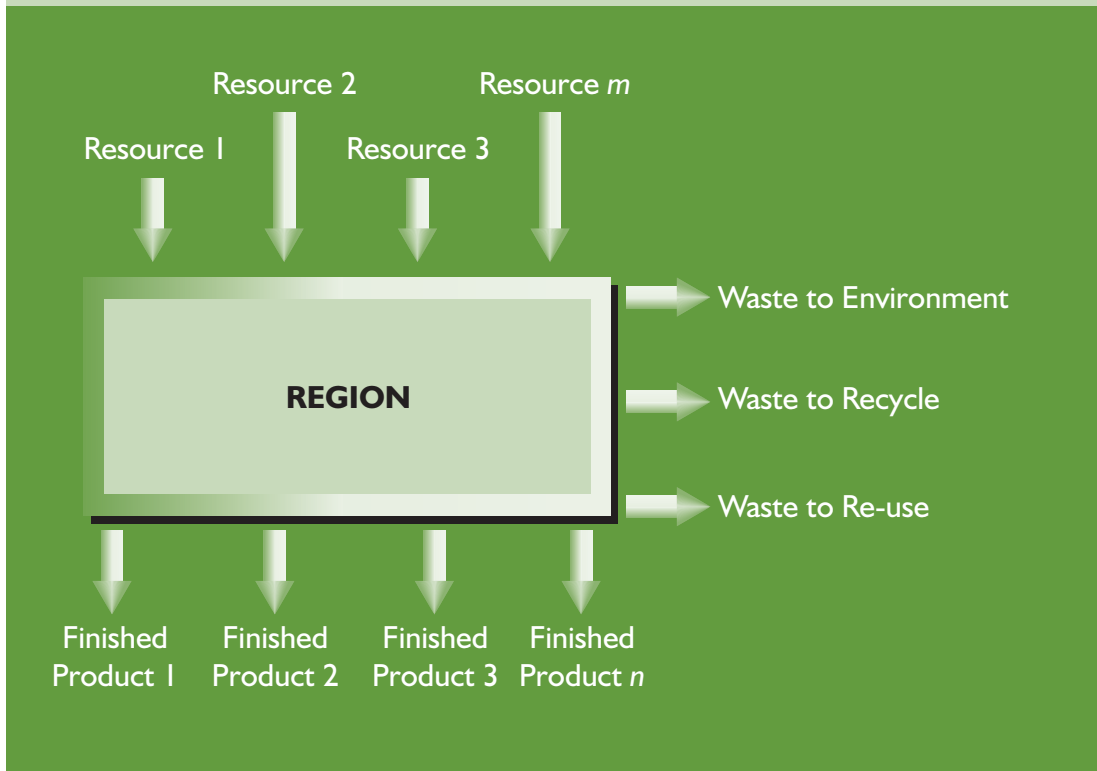 Resource 2
Resource m
Resource 1
Resource 3
Waste to Environment
REGION
Waste to Recycle
Waste to Re-use
Finished
Product 1
Finished
Product 2
Finished
Product 3
Finished
Product n